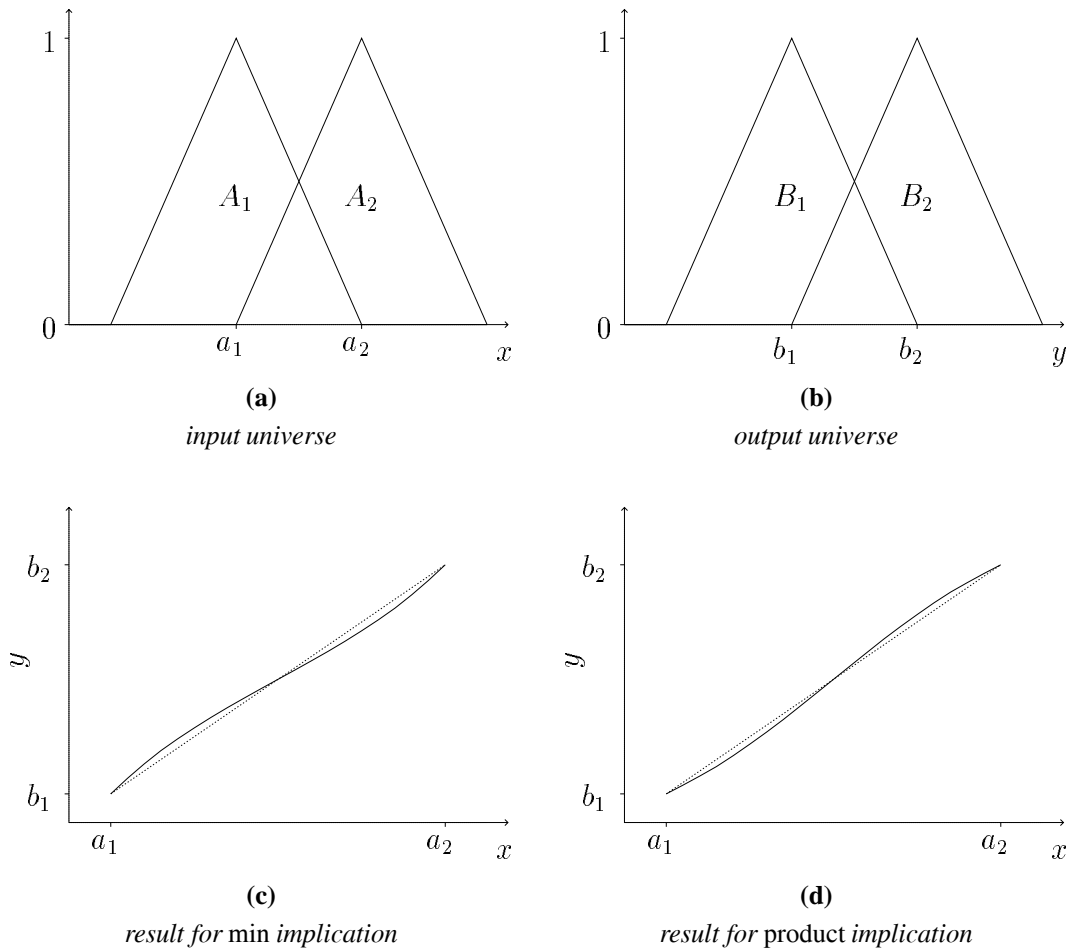 1
A₁
A₂
0
a₁
a₂
x
(a)
input universe
1
B₁
B₂
0
b₁
b₂
y
(b)
output universe
b₂
y
b₁
a₁
a₂
x
(c)
result for min implication
b₂
y
b₁
a₁
a₂
x
(d)
result for product implication